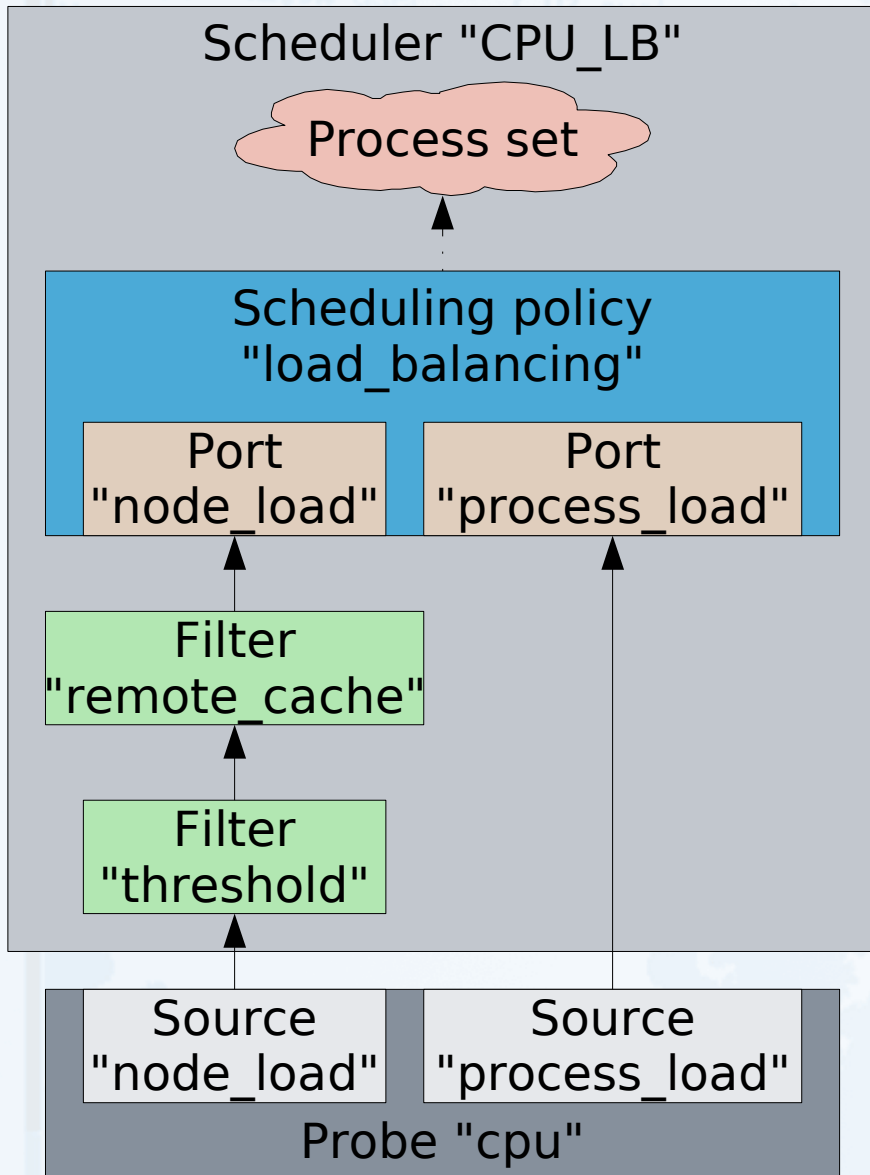 Scheduler "CPU_LB"
Process set
Scheduling policy
"load_balancing"
Port
"node_load"
Port
"process_load"
Filter
"remote_cache"
Filter
"threshold"
Source
"node_load"
Source
"process_load"
Probe "cpu"